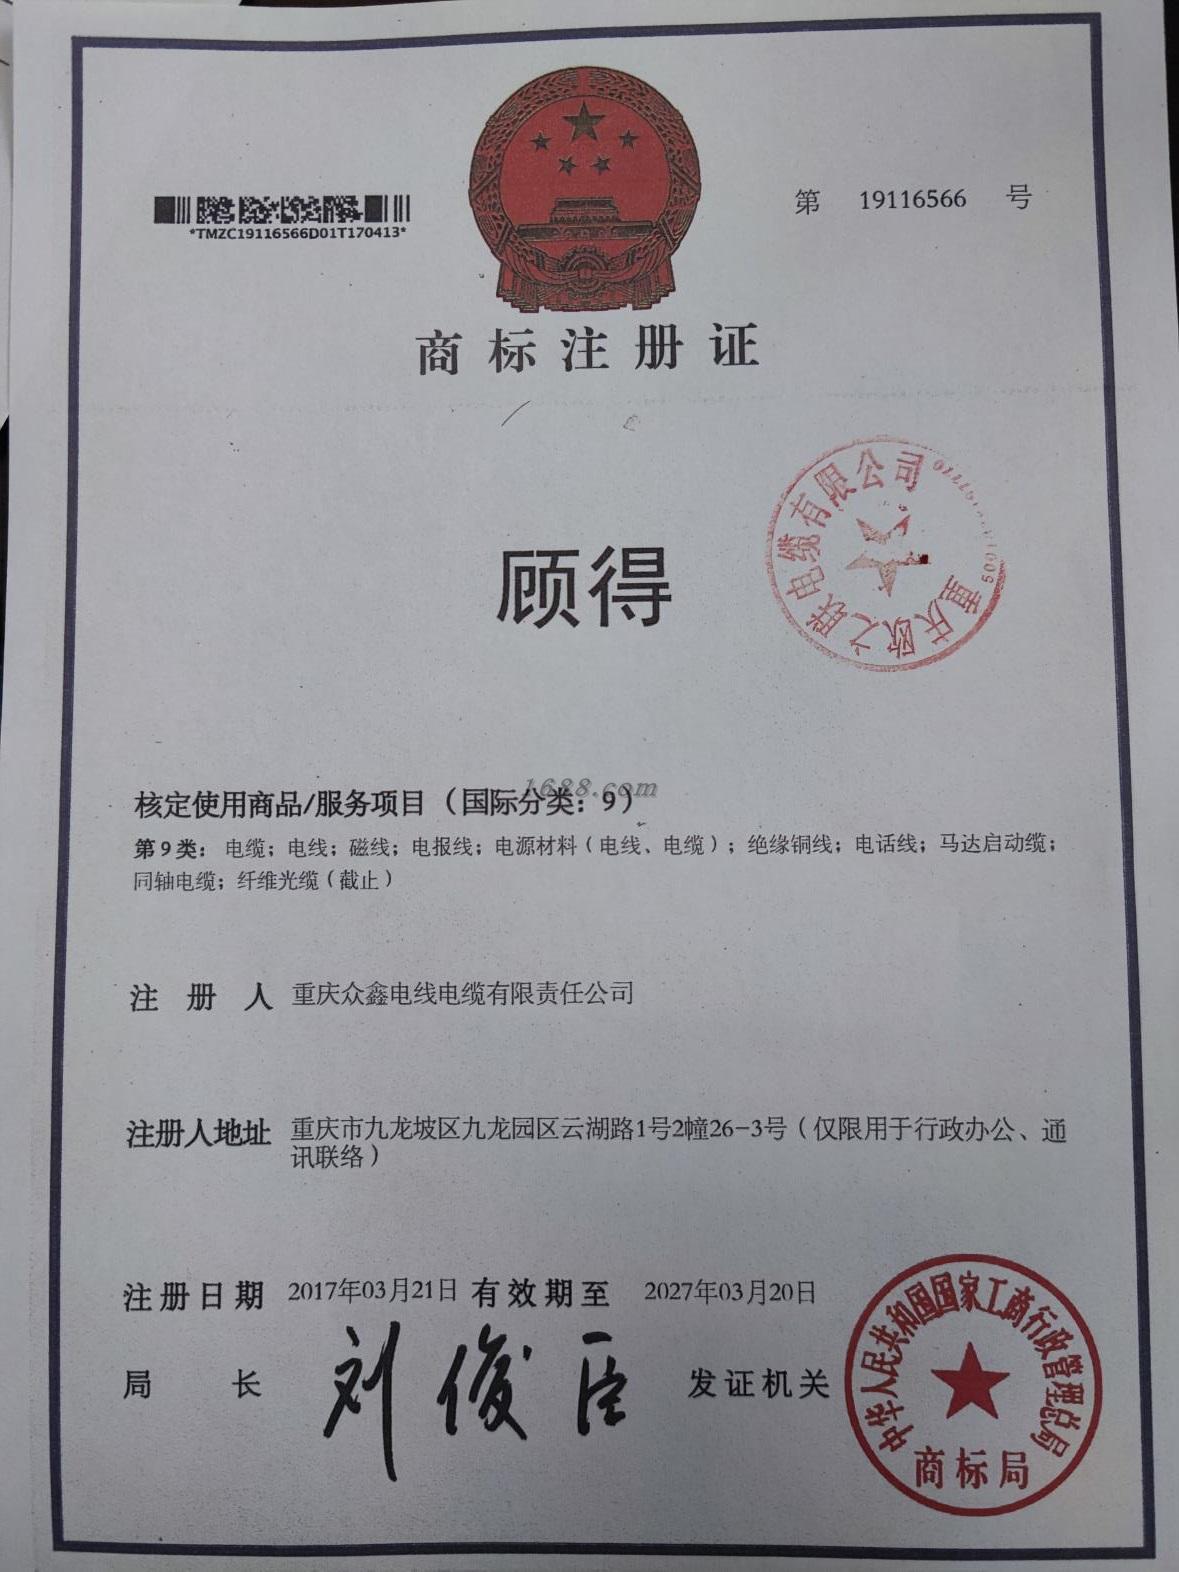 第 19116566 号
*TMZC19116566D01T170413*
商标注册证
重庆欧之联电缆有限公司
顾得
1688.com
核定使用商品/服务项目（国际分类：9）
第9类：电缆；电线；磁线；电报线；电源材料（电线、电缆）；绝缘铜线；电话线；马达启动缆；
同轴电缆；纤维光缆（截止）
注册人 重庆众鑫电线电缆有限责任公司
注册人地址 重庆市九龙坡区九龙园区云湖路1号2幢26-3号（仅限用于行政办公、通
讯联络）
注册日期 2017年03月21日 有效期至 2027年03月20日
局长 刘俊臣 发证机关
中华人民共和国国家工商行政管理总局
商标局